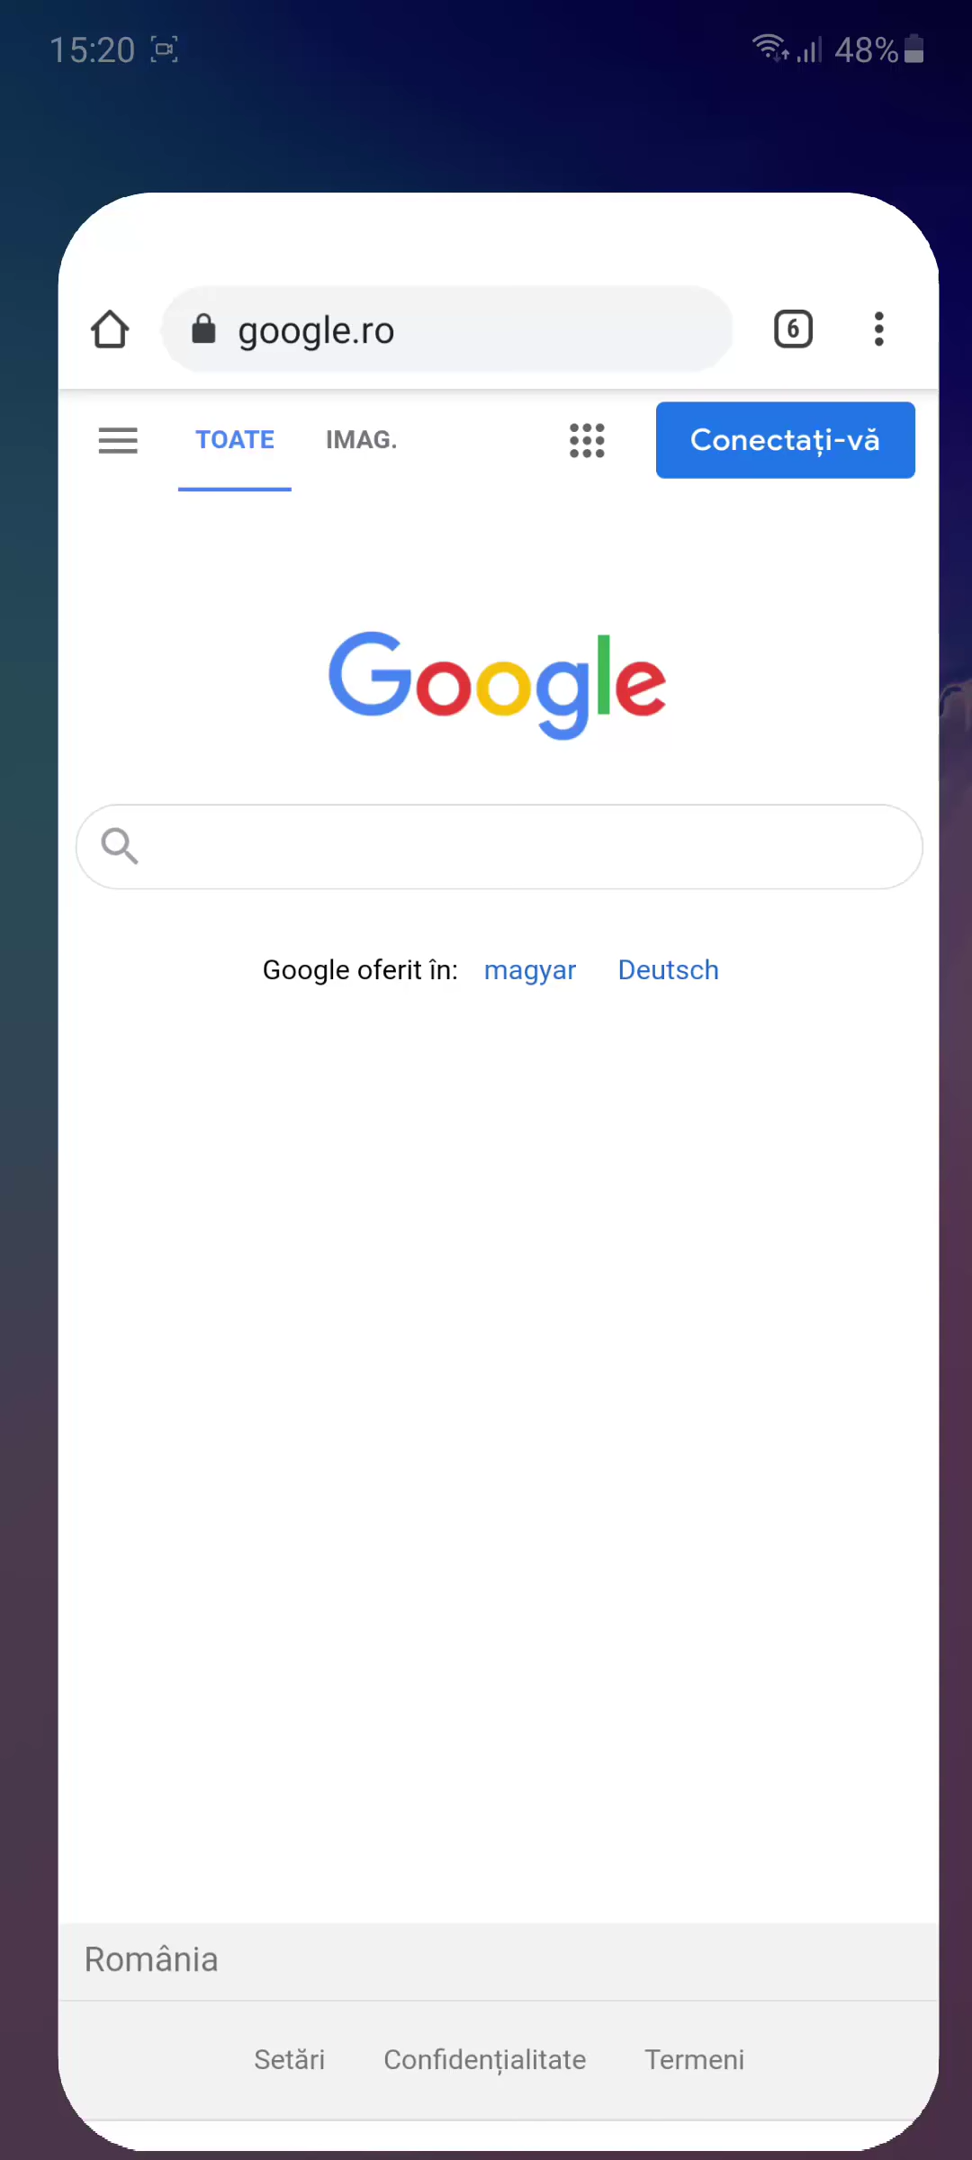 15:20 48%
google.ro 6
TOATE IMAG. Conectați-vă
Google
Google oferit în: magyar Deutsch
România
Setări Confidențialitate Termeni